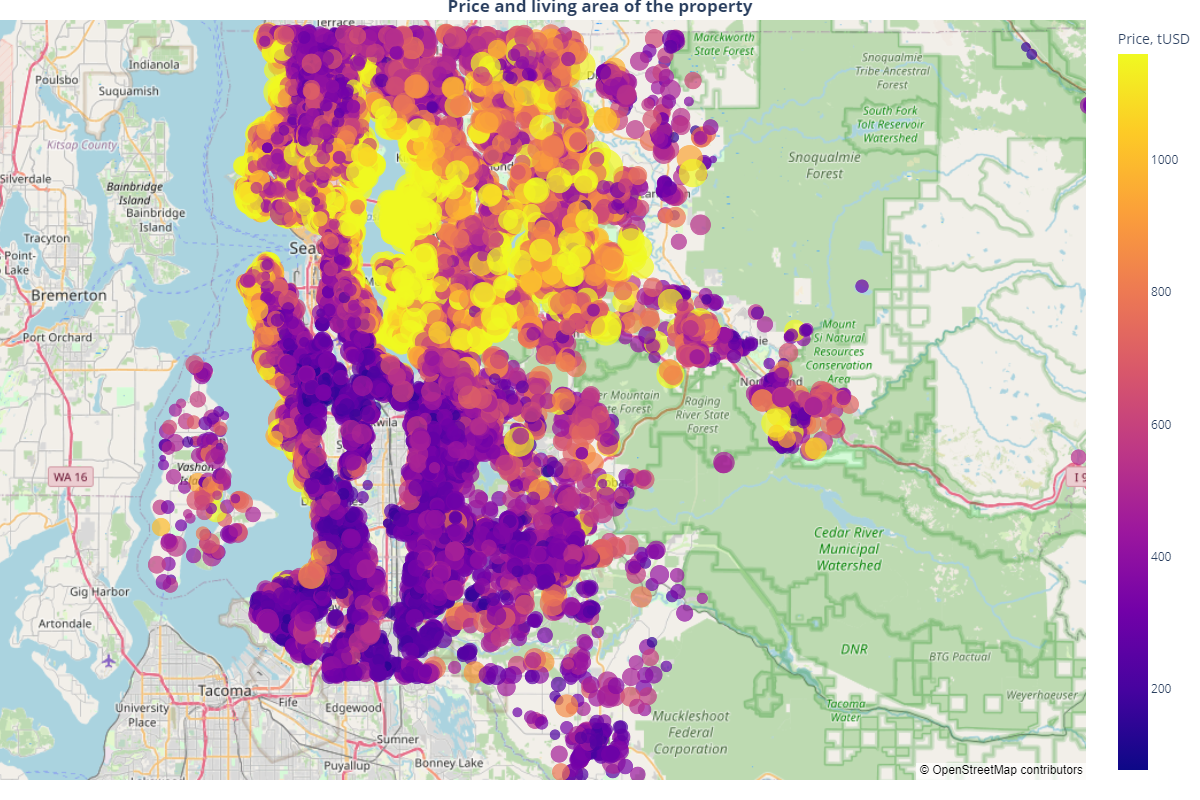 Price and living area of the property
Terrace
Poulsbo
Indianola
Suquamish
Kitsap County
Silverdale
Bainbridge
Island
Bainbridge
Island
Tracyton
Point-
Lake
Bremerton
Port Orchard
Sea
WA 16
Vashon
Gig Harbor
Artondale
Tacoma
University
Place
Fife
Edgewood
Sumner
Puyallup
Bonney Lake
Marckworth
State Forest
Snoqualmie
Tribe Ancestral
Forest
South Fork
Tolt Reservoir
Watershed
Snoqualmie
Forest
Mount
Si Natural
Resources
Conservation
Area
er Mountain
te Forest
Raging
River State
Forest
Cedar River
Municipal
Watershed
DNR
BTG Pactual
Weyerhaeuser
Tacoma
Water
Muckleshoot
Federal
Corporation
© OpenStreetMap contributors
Price, tUSD
1000
800
600
400
200